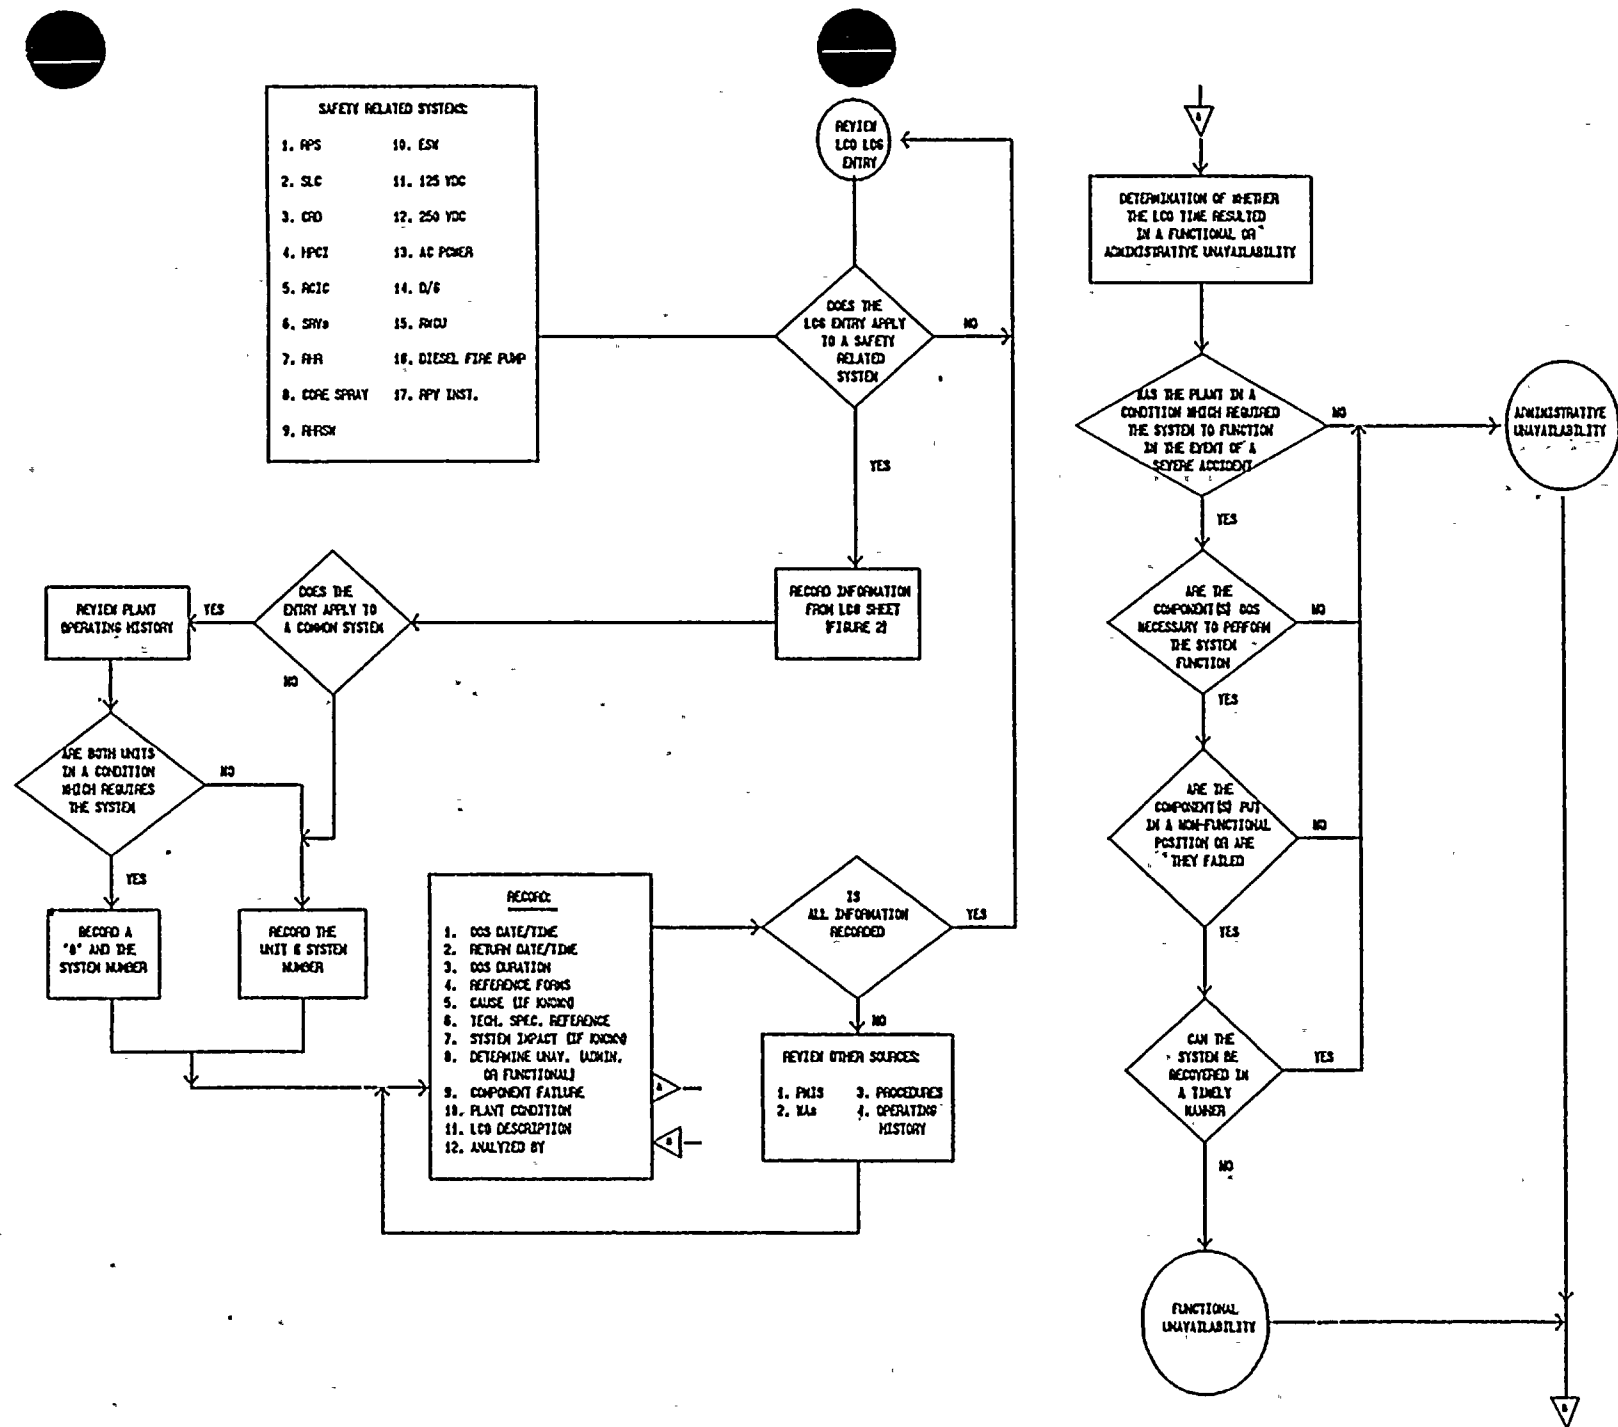 SAFETY RELATED SYSTEMS:
1. RPS
2. SLC
3. CRD
4. HPCI
5. RCIC
6. SRVs
7. RHR
8. CORE SPRAY
9. RHRSW
10. ESW
11. 125 VDC
12. 250 VDC
13. AC POWER
14. D/G
15. RWCU
16. DIESEL FIRE PUMP
17. RPV INST.
REVIEW
LCO LOG
ENTRY
DOES THE
LCO ENTRY APPLY
TO A SAFETY
RELATED
SYSTEM
NO
YES
RECORD INFORMATION
FROM LCO SHEET
(FIGURE 2)
DOES THE
ENTRY APPLY TO
A COMMON SYSTEM
YES
NO
REVIEW PLANT
OPERATING HISTORY
ARE BOTH UNITS
IN A CONDITION
WHICH REQUIRES
THE SYSTEM
NO
YES
RECORD A
"B" AND THE
SYSTEM NUMBER
RECORD THE
UNIT & SYSTEM
NUMBER
RECORD:
1. OOS DATE/TIME
2. RETURN DATE/TIME
3. OOS DURATION
4. REFERENCE FORMS
5. CAUSE (IF KNOWN)
6. TECH. SPEC. REFERENCE
7. SYSTEM IMPACT (IF KNOWN)
8. DETERMINE UNAV. (ADMIN.
OR FUNCTIONAL)
9. COMPONENT FAILURE
10. PLANT CONDITION
11. LCO DESCRIPTION
12. ANALYZED BY
A
B
IS
ALL INFORMATION
RECORDED
YES
NO
REVIEW OTHER SOURCES:
1. PMIS
2. WAs
3. PROCEDURES
4. OPERATING
HISTORY
A
DETERMINATION OF WHETHER
THE LCO TIME RESULTED
IN A FUNCTIONAL OR
ADMINISTRATIVE UNAVAILABILITY
WAS THE PLANT IN A
CONDITION WHICH REQUIRED
THE SYSTEM TO FUNCTION
IN THE EVENT OF A
SEVERE ACCIDENT
NO
YES
ADMINISTRATIVE
UNAVAILABILITY
ARE THE
COMPONENT(S) OOS
NECESSARY TO PERFORM
THE SYSTEM
FUNCTION
NO
YES
ARE THE
COMPONENT(S) PUT
IN A NON-FUNCTIONAL
POSITION OR ARE
THEY FAILED
NO
YES
CAN THE
SYSTEM BE
RECOVERED IN
A TIMELY
MANNER
YES
NO
FUNCTIONAL
UNAVAILABILITY
B